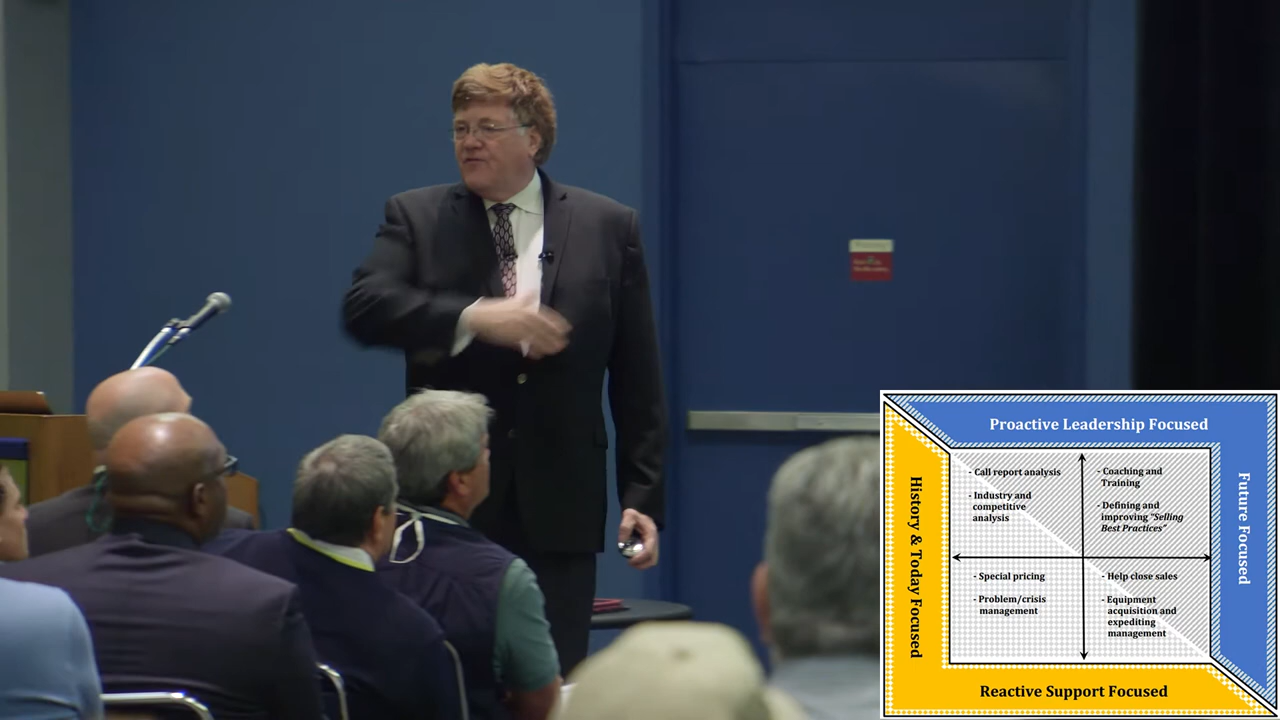 Proactive Leadership Focused
History & Today Focused
- Call report analysis
- Industry and
competitive
analysis
- Coaching and
Training
- Defining and
improving "Selling
Best Practices"
- Special pricing
- Problem/crisis
management
- Help close sales
- Equipment
acquisition and
expediting
management
Future Focused
Reactive Support Focused